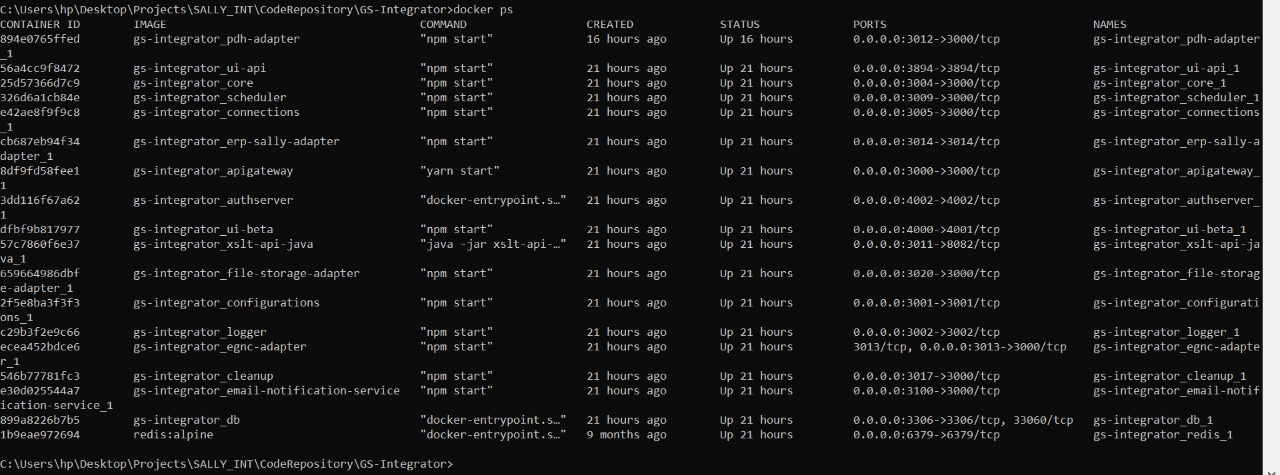 C:\Users\hp\Desktop\Projects\SALLY_INT\CodeRepository\GS-Integrator>docker ps
CONTAINER ID        IMAGE                                     COMMAND                  CREATED             STATUS              PORTS                               NAMES
894e0765ffed        gs-integrator_pdh-adapter                 "npm start"              16 hours ago        Up 16 hours         0.0.0.0:3012->3000/tcp              gs-integrator_pdh-adapter
_1
56a4cc9f8472        gs-integrator_ui-api                      "npm start"              21 hours ago        Up 21 hours         0.0.0.0:3894->3894/tcp              gs-integrator_ui-api_1
25d57366d7c9        gs-integrator_core                        "npm start"              21 hours ago        Up 21 hours         0.0.0.0:3004->3000/tcp              gs-integrator_core_1
326d6a1cb84e        gs-integrator_scheduler                   "npm start"              21 hours ago        Up 21 hours         0.0.0.0:3009->3000/tcp              gs-integrator_scheduler_1
e42ae8f9f9c8        gs-integrator_connections                 "npm start"              21 hours ago        Up 21 hours         0.0.0.0:3005->3000/tcp              gs-integrator_connections
_1
cb687eb94f34        gs-integrator_erp-sally-adapter           "npm start"              21 hours ago        Up 21 hours         0.0.0.0:3014->3014/tcp              gs-integrator_erp-sally-a
dapter_1
8df9fd58fee1        gs-integrator_apigateway                  "yarn start"             21 hours ago        Up 21 hours         0.0.0.0:3000->3000/tcp              gs-integrator_apigateway_
1
3dd116f67a62        gs-integrator_authserver                  "docker-entrypoint.s…"   21 hours ago        Up 21 hours         0.0.0.0:4002->4002/tcp              gs-integrator_authserver_
1
dfbf9b817977        gs-integrator_ui-beta                     "npm start"              21 hours ago        Up 21 hours         0.0.0.0:4000->4001/tcp              gs-integrator_ui-beta_1
57c7860f6e37        gs-integrator_xslt-api-java               "java -jar xslt-api-…"   21 hours ago        Up 21 hours         0.0.0.0:3011->8082/tcp              gs-integrator_xslt-api-ja
va_1
659664986dbf        gs-integrator_file-storage-adapter        "npm start"              21 hours ago        Up 21 hours         0.0.0.0:3020->3000/tcp              gs-integrator_file-storag
e-adapter_1
2f5e8ba3f3f3        gs-integrator_configurations              "npm start"              21 hours ago        Up 21 hours         0.0.0.0:3001->3001/tcp              gs-integrator_configurati
ons_1
c29b3f2e9c66        gs-integrator_logger                      "npm start"              21 hours ago        Up 21 hours         0.0.0.0:3002->3002/tcp              gs-integrator_logger_1
ecea452bdce6        gs-integrator_egnc-adapter                "npm start"              21 hours ago        Up 21 hours         3013/tcp, 0.0.0.0:3013->3000/tcp    gs-integrator_egnc-adapte
r_1
546b77781fc3        gs-integrator_cleanup                     "npm start"              21 hours ago        Up 21 hours         0.0.0.0:3017->3000/tcp              gs-integrator_cleanup_1
e30d025544a7        gs-integrator_email-notification-service  "npm start"              21 hours ago        Up 21 hours         0.0.0.0:3100->3000/tcp              gs-integrator_email-notif
ication-service_1
899a8226b7b5        gs-integrator_db                          "docker-entrypoint.s…"   21 hours ago        Up 21 hours         0.0.0.0:3306->3306/tcp, 33060/tcp   gs-integrator_db_1
1b9eae972694        redis:alpine                              "docker-entrypoint.s…"   9 months ago        Up 21 hours         0.0.0.0:6379->6379/tcp              gs-integrator_redis_1
C:\Users\hp\Desktop\Projects\SALLY_INT\CodeRepository\GS-Integrator>